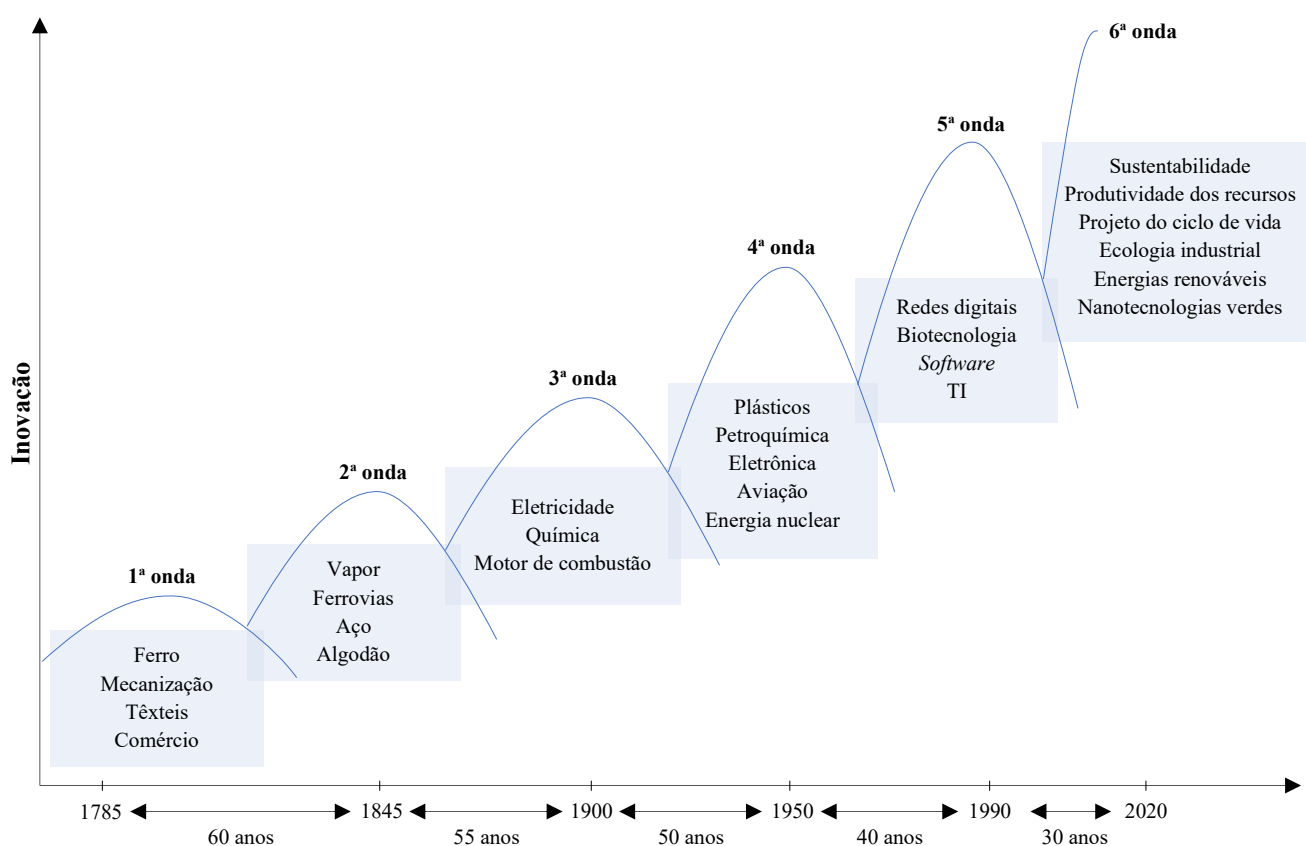 6ª onda
5ª onda
Sustentabilidade
Produtividade dos recursos
Projeto do ciclo de vida
Ecologia industrial
Energias renováveis
Nanotecnologias verdes
4ª onda
Redes digitais
Biotecnologia
Software
TI
3ª onda
Plásticos
Petroquímica
Eletrônica
Aviação
Energia nuclear
2ª onda
Eletricidade
Química
Motor de combustão
1ª onda
Vapor
Ferrovias
Aço
Algodão
Ferro
Mecanização
Têxteis
Comércio
Inovação
1785 1845 1900 1950 1990 2020
60 anos 55 anos 50 anos 40 anos 30 anos